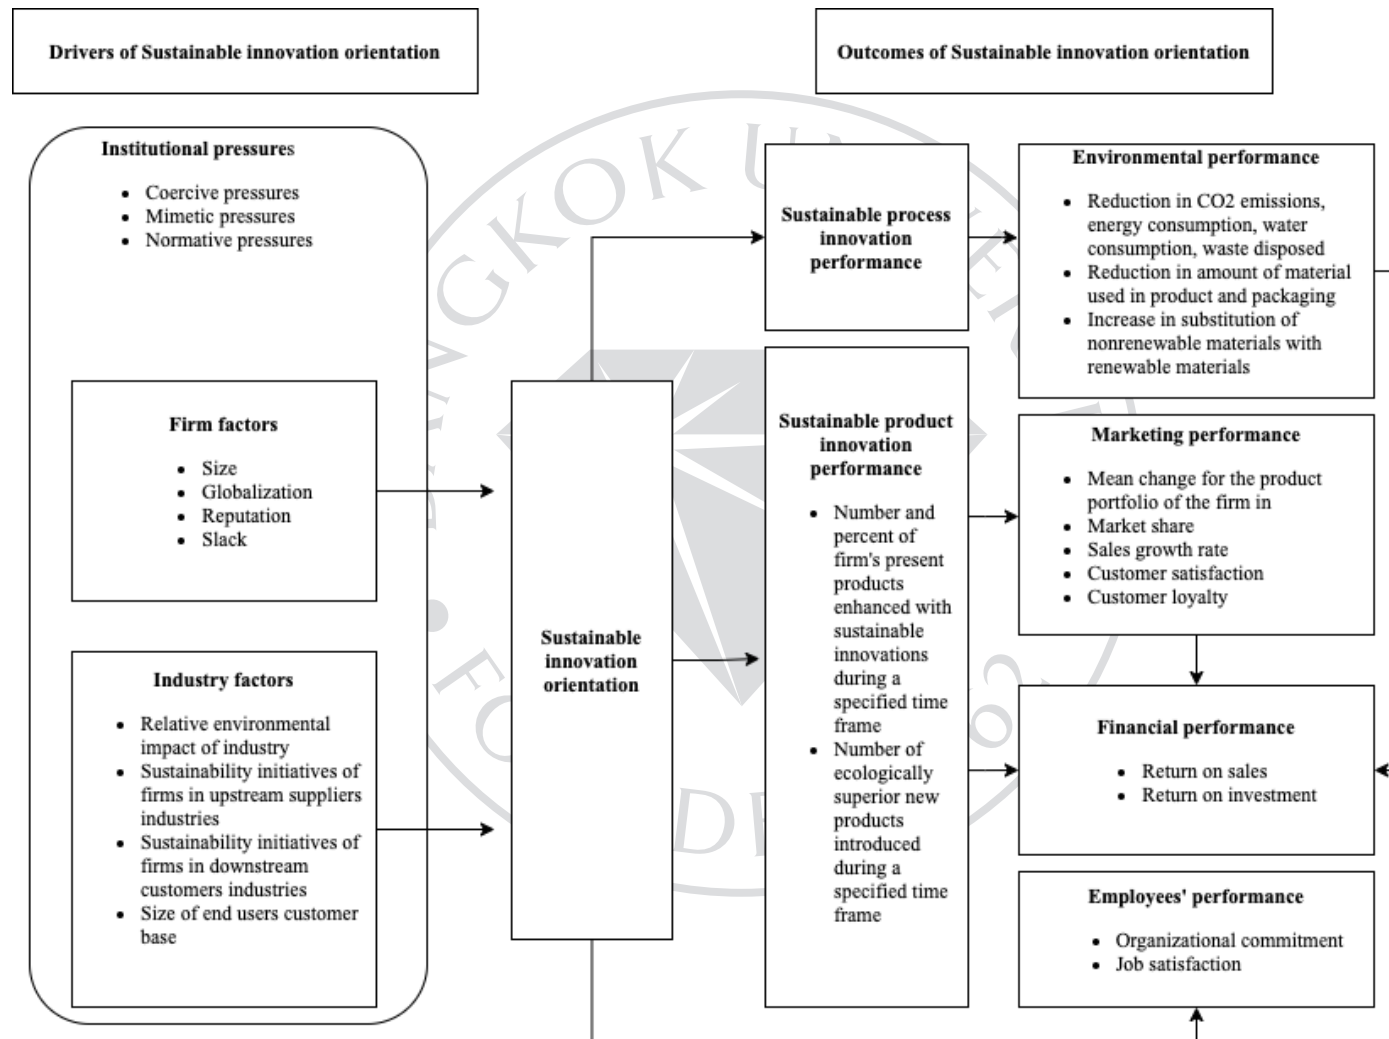 Drivers of Sustainable innovation orientation
Outcomes of Sustainable innovation orientation
Institutional pressures
• Coercive pressures
• Mimetic pressures
• Normative pressures
Firm factors
• Size
• Globalization
• Reputation
• Slack
Industry factors
• Relative environmental
impact of industry
• Sustainability initiatives of
firms in upstream suppliers
industries
• Sustainability initiatives of
firms in downstream
customers industries
• Size of end users customer
base
Sustainable
innovation
orientation
Sustainable process
innovation
performance
Sustainable product
innovation
performance
• Number and
percent of
firm's present
products
enhanced with
sustainable
innovations
during a
specified time
frame
• Number of
ecologically
superior new
products
introduced
during a
specified time
frame
Environmental performance
• Reduction in CO2 emissions,
energy consumption, water
consumption, waste disposed
• Reduction in amount of material
used in product and packaging
• Increase in substitution of
nonrenewable materials with
renewable materials
Marketing performance
• Mean change for the product
portfolio of the firm in
• Market share
• Sales growth rate
• Customer satisfaction
• Customer loyalty
Financial performance
• Return on sales
• Return on investment
Employees' performance
• Organizational commitment
• Job satisfaction